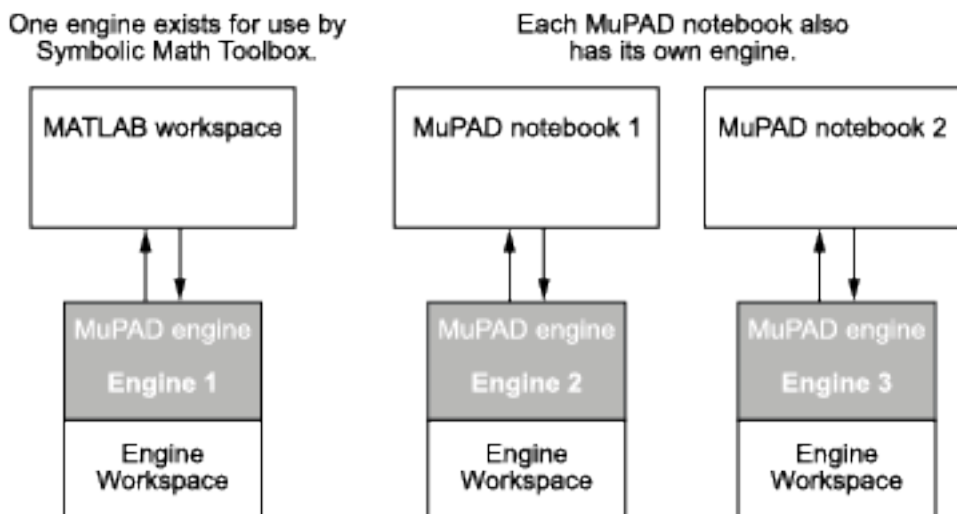 One engine exists for use by
Symbolic Math Toolbox.
Each MuPAD notebook also
has its own engine.
MATLAB workspace
MuPAD notebook 1
MuPAD notebook 2
MuPAD engine
Engine 1
MuPAD engine
Engine 2
MuPAD engine
Engine 3
Engine
Workspace
Engine
Workspace
Engine
Workspace